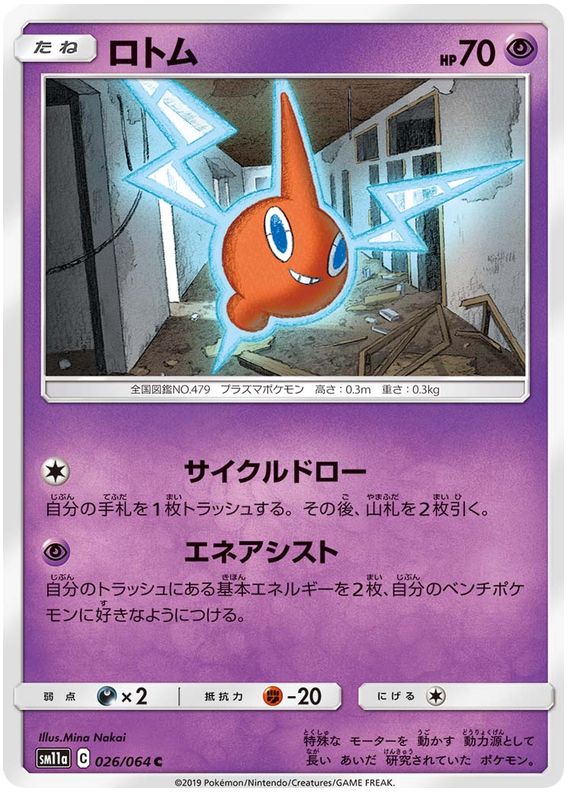 たね ロトム HP70
全国図鑑NO.479 プラズマポケモン 高さ:0.3m 重さ:0.3kg
サイクルドロー
自分の手札を1枚トラッシュする。その後、山札を2枚引く。
エネアシスト
自分のトラッシュにある基本エネルギーを2枚、自分のベンチポケ
モンに好きなようにつける。
弱点 ×2 抵抗力 -20 にげる
Illus.Mina Nakai
sm11a C 026/064 C
特殊な モーターを 動かす 動力源として
長い あいだ 研究されていた ポケモン。
©2019 Pokémon/Nintendo/Creatures/GAME FREAK.